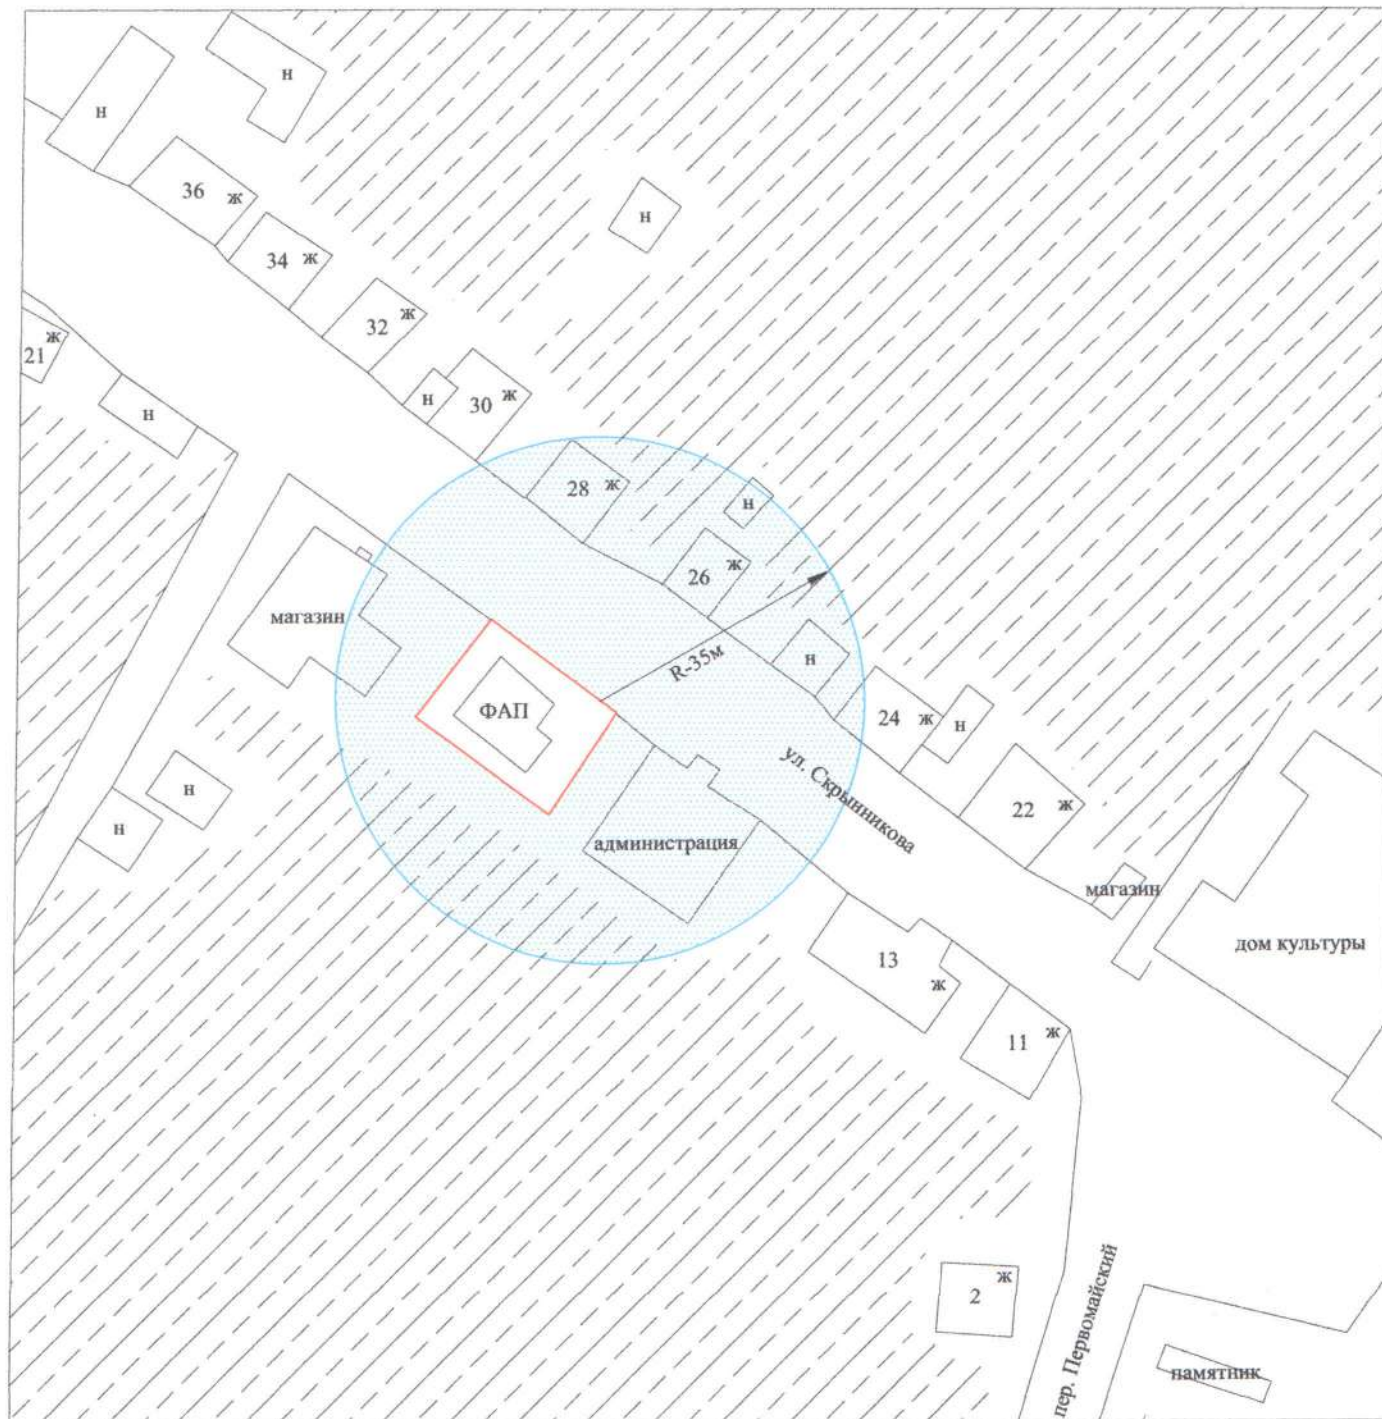 н
н
36 ж
34 ж
н
32 ж
ж
21
н
н
30 ж
28 ж
н
26 ж
магазин
R-35м
н
ФАП
24 ж
н
ул. Скрынникова
н
22 ж
н
администрация
магазин
дом культуры
13
ж
11 ж
ж
2
пер. Первомайский
памятник